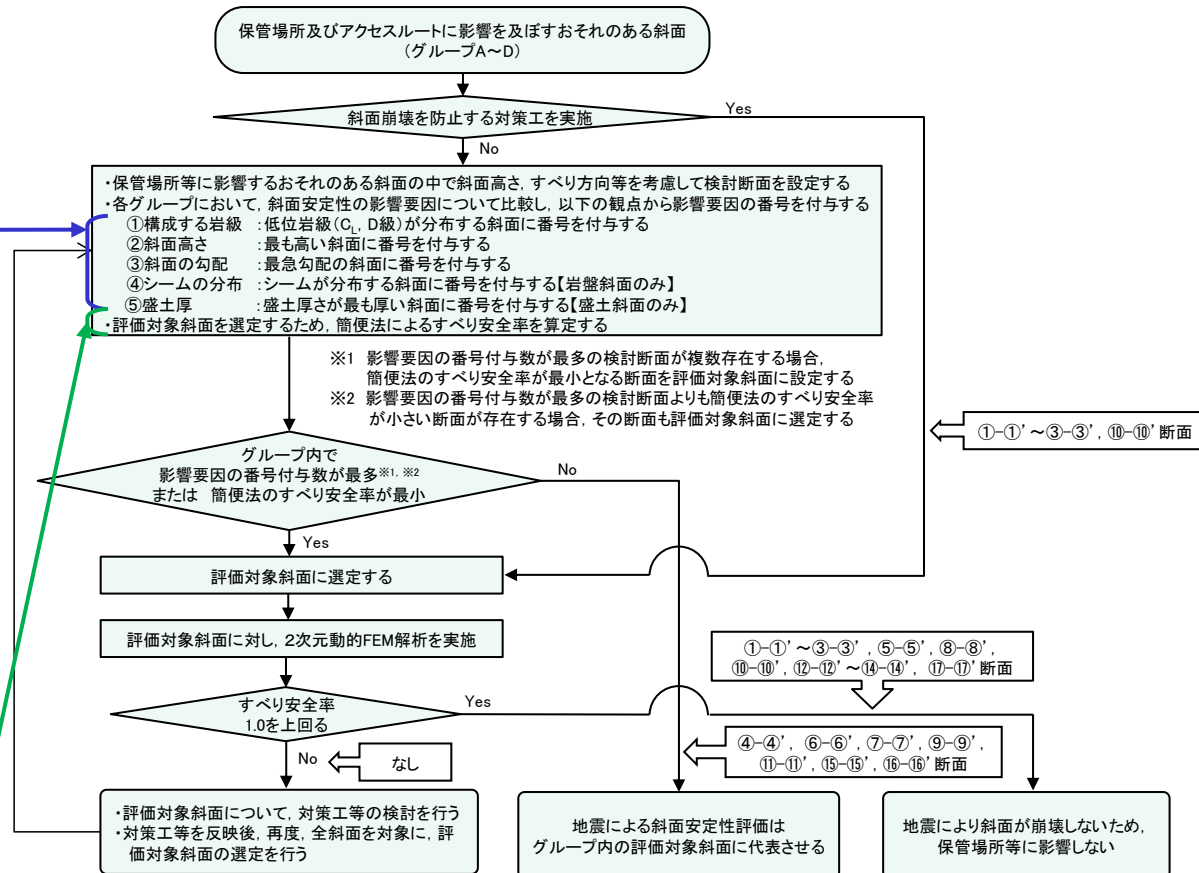 保管場所及びアクセスルートに影響を及ぼすおそれのある斜面
(グループA～D)
斜面崩壊を防止する対策工を実施
Yes
No
・保管場所等に影響するおそれのある斜面の中で斜面高さ，すべり方向等を考慮して検討断面を設定する
・各グループにおいて，斜面安定性の影響要因について比較し，以下の観点から影響要因の番号を付与する
①構成する岩級　：低位岩級(CL，D級)が分布する斜面に番号を付与する
②斜面高さ　：最も高い斜面に番号を付与する
③斜面の勾配　：最急勾配の斜面に番号を付与する
④シームの分布　：シームが分布する斜面に番号を付与する【岩盤斜面のみ】
⑤盛土厚　：盛土厚さが最も厚い斜面に番号を付与する【盛土斜面のみ】
・評価対象斜面を選定するため，簡便法によるすべり安全率を算定する
※1　影響要因の番号付与数が最多の検討断面が複数存在する場合，
簡便法のすべり安全率が最小となる断面を評価対象斜面に設定する
※2　影響要因の番号付与数が最多の検討断面よりも簡便法のすべり安全率
が小さい断面が存在する場合，その断面も評価対象斜面に選定する
①-①’～③-③’，⑩-⑩’断面
グループ内で
影響要因の番号付与数が最多※1，※2
または　簡便法のすべり安全率が最小
No
Yes
評価対象斜面に選定する
評価対象斜面に対し，2次元動的FEM解析を実施
①-①’～③-③’，⑤-⑤’，⑧-⑧’，
⑩-⑩’，⑫-⑫’～⑭-⑭’，⑰-⑰’断面
すべり安全率
1.0を上回る
Yes
No
なし
④-④’，⑥-⑥’，⑦-⑦’，⑨-⑨’，
⑪-⑪’，⑮-⑮’，⑯-⑯’断面
・評価対象斜面について，対策工等の検討を行う
・対策工等を反映後，再度，全斜面を対象に，評
価対象斜面の選定を行う
地震による斜面安定性評価は
グループ内の評価対象斜面に代表させる
地震により斜面が崩壊しないため，
保管場所等に影響しない